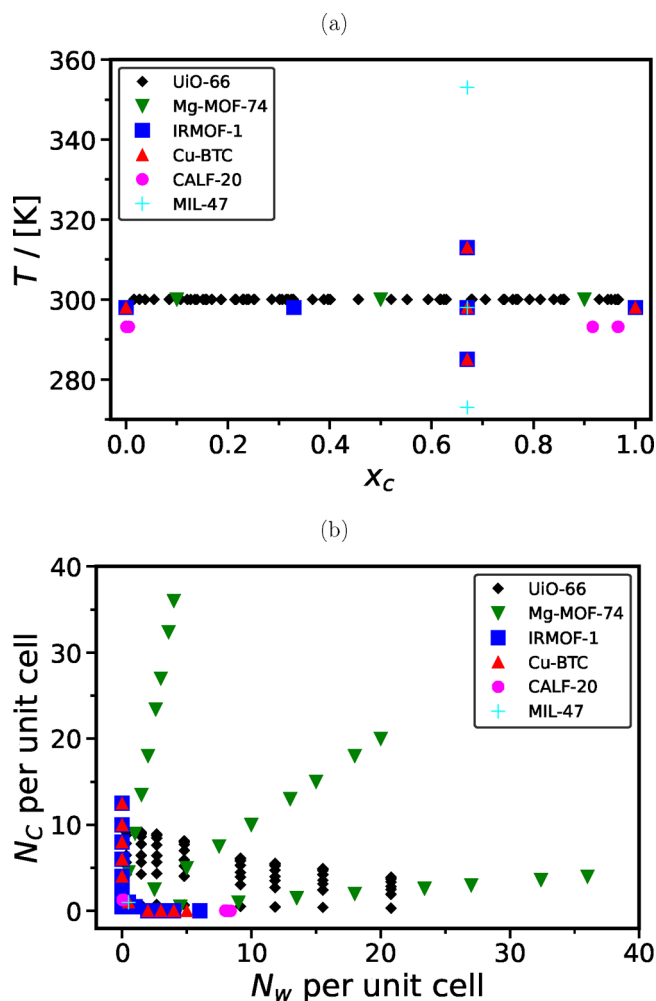 (a)
360
340
320
300
280
T / [K]
UiO-66
Mg-MOF-74
IRMOF-1
Cu-BTC
CALF-20
MIL-47
0.0 0.2 0.4 0.6 0.8 1.0
x_c
(b)
40
30
20
10
0
N_C per unit cell
UiO-66
Mg-MOF-74
IRMOF-1
Cu-BTC
CALF-20
MIL-47
0 10 20 30 40
N_w per unit cell